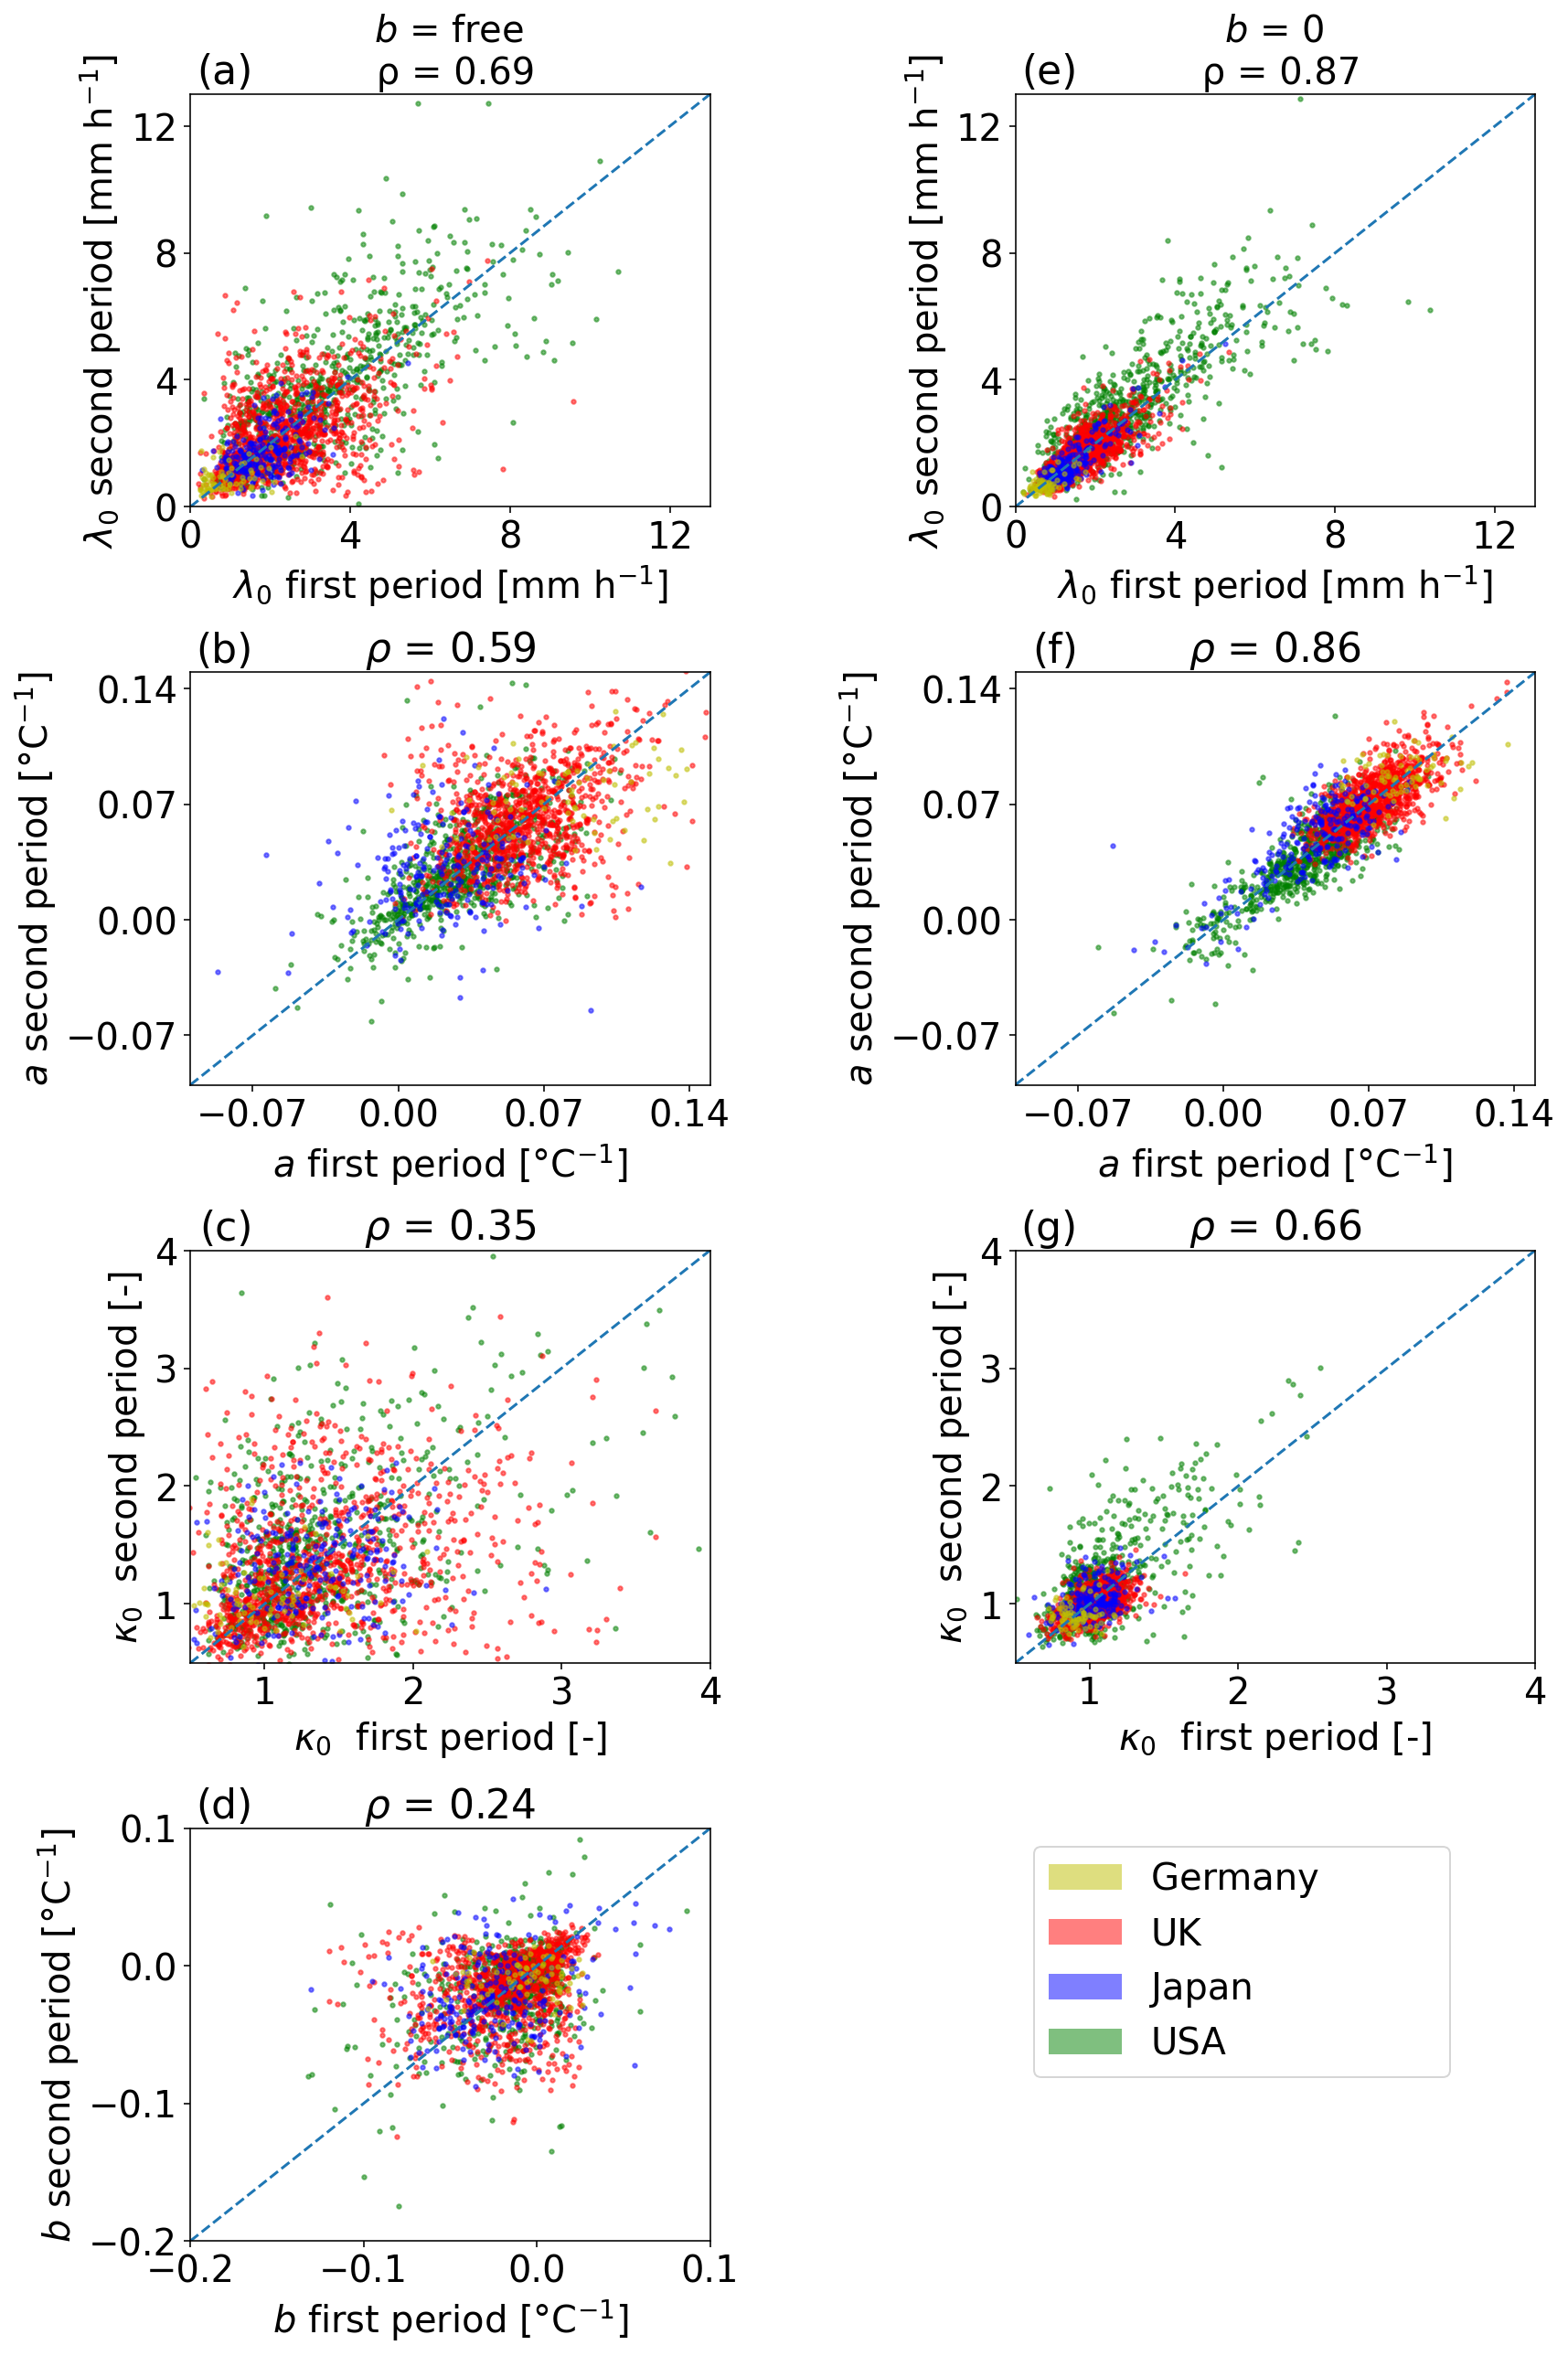 b = free
ρ = 0.69
(a)
λ₀ second period [mm h⁻¹]
12
8
4
0
0 4 8 12
λ₀ first period [mm h⁻¹]
b = 0
ρ = 0.87
(e)
λ₀ second period [mm h⁻¹]
12
8
4
0
0 4 8 12
λ₀ first period [mm h⁻¹]
(b) ρ = 0.59
a second period [°C⁻¹]
0.14
0.07
0.00
−0.07
−0.07 0.00 0.07 0.14
a first period [°C⁻¹]
(f) ρ = 0.86
a second period [°C⁻¹]
0.14
0.07
0.00
−0.07
−0.07 0.00 0.07 0.14
a first period [°C⁻¹]
(c) ρ = 0.35
κ₀ second period [-]
4
3
2
1
1 2 3 4
κ₀ first period [-]
(g) ρ = 0.66
κ₀ second period [-]
4
3
2
1
1 2 3 4
κ₀ first period [-]
(d) ρ = 0.24
b second period [°C⁻¹]
0.1
0.0
−0.1
−0.2
−0.2 −0.1 0.0 0.1
b first period [°C⁻¹]
Germany
UK
Japan
USA